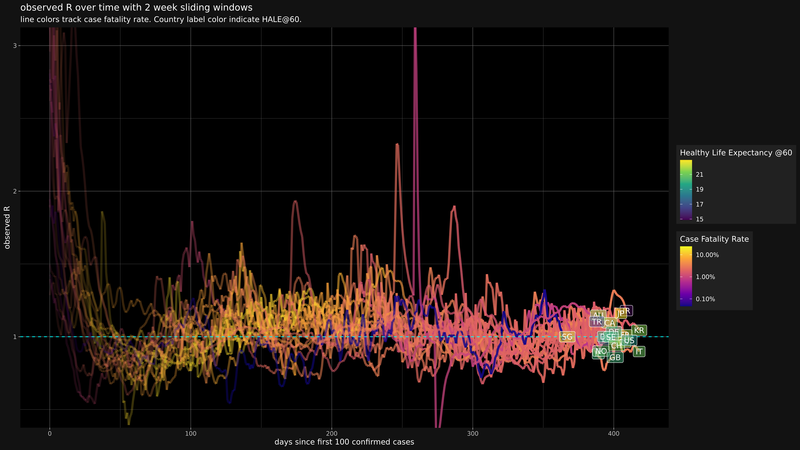 observed R over time with 2 week sliding windows
line colors track case fatality rate. Country label color indicate HALE@60.
3
2
1
observed R
0
100
200
300
400
days since first 100 confirmed cases
SG
TR
CA
SE
NO
GB
US
KR
IT
Healthy Life Expectancy @60
21
19
17
15
Case Fatality Rate
10.00%
1.00%
0.10%